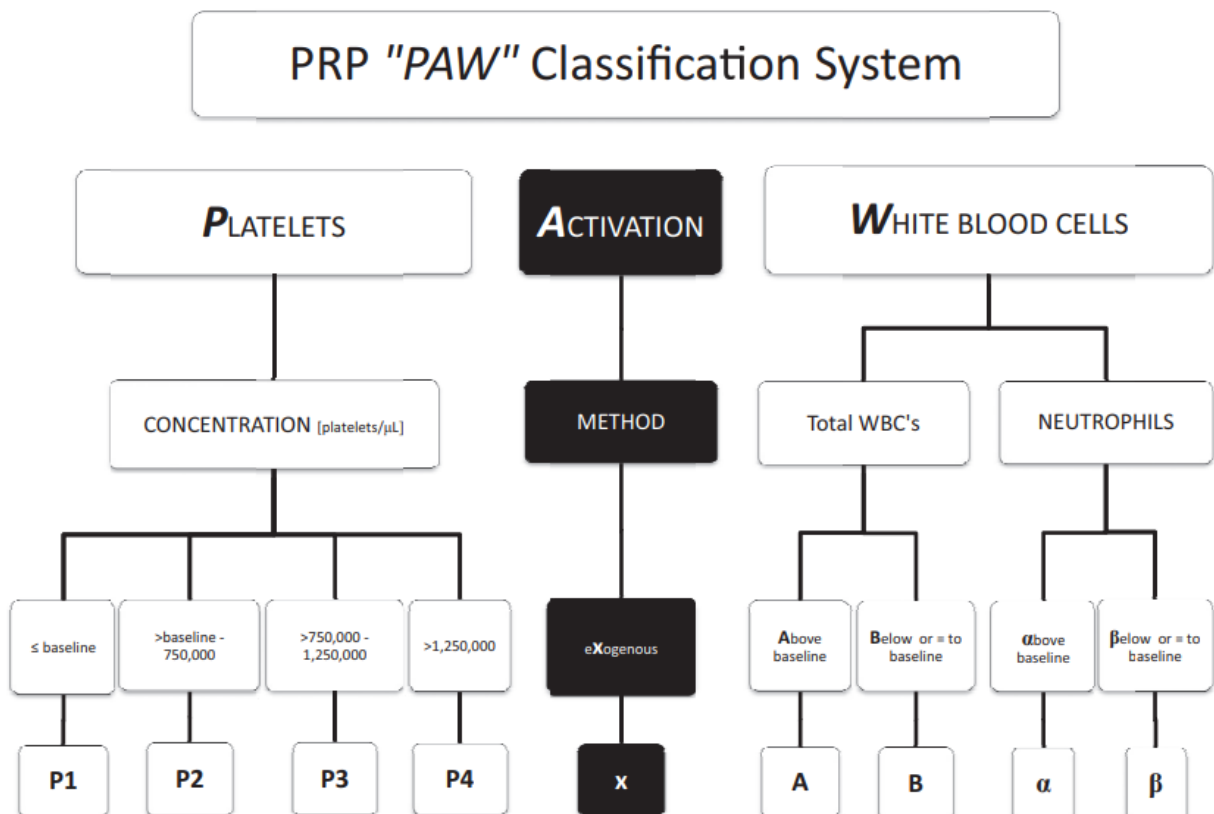 PRP "PAW" Classification System
PLATELETS
ACTIVATION
WHITE BLOOD CELLS
CONCENTRATION [platelets/μL]
METHOD
Total WBC's
NEUTROPHILS
≤ baseline
>baseline -
750,000
>750,000 -
1,250,000
>1,250,000
eXogenous
Above
baseline
Below or = to
baseline
αbove
baseline
βelow or = to
baseline
P1
P2
P3
P4
x
A
B
α
β